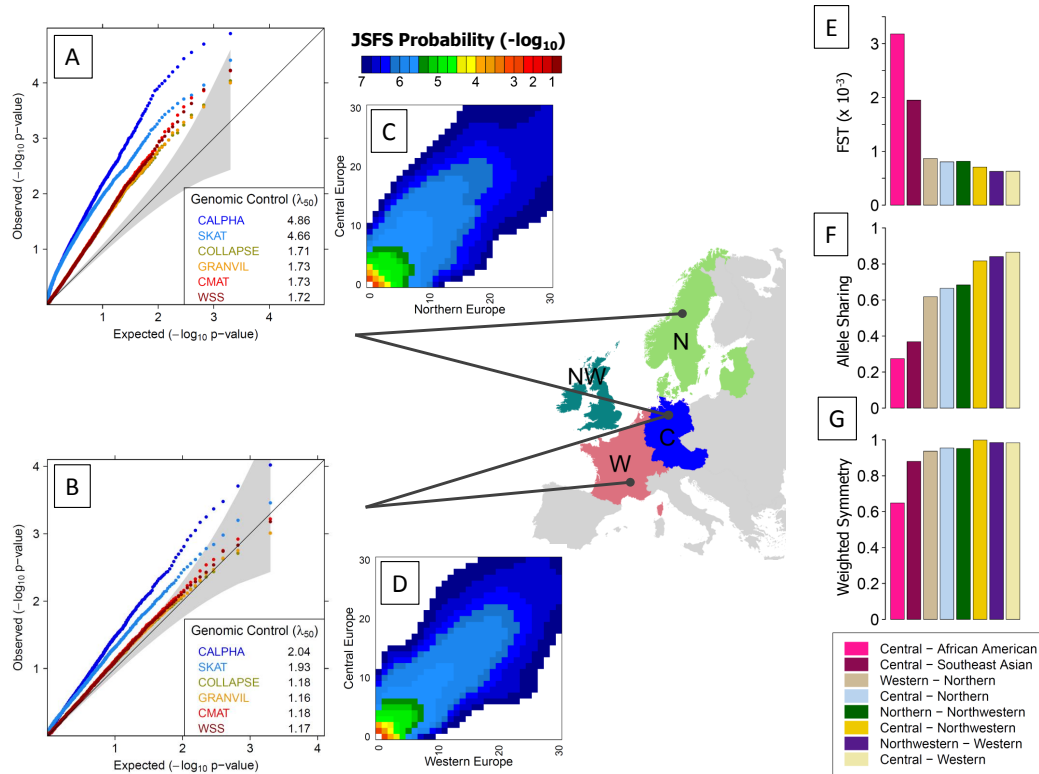 A
Observed (−log10 p−value)
4
3
2
1
Genomic Control (λ50)
CALPHA 4.86
SKAT 4.66
COLLAPSE 1.71
GRANVIL 1.73
CMAT 1.73
WSS 1.72
1 2 3 4
Expected (−log10 p−value)
B
Observed (−log10 p−value)
4
3
2
1
Genomic Control (λ50)
CALPHA 2.04
SKAT 1.93
COLLAPSE 1.18
GRANVIL 1.16
CMAT 1.18
WSS 1.17
1 2 3 4
Expected (−log10 p−value)
JSFS Probability (-log10)
7 6 5 4 3 2 1
C
Central Europe
30
20
10
0
0 10 20 30
Northern Europe
N
NW
C
W
D
Central Europe
30
20
10
0
0 10 20 30
Western Europe
E
FST (x 10-3)
3
2
1
0
F
Allele Sharing
1
0.8
0.6
0.4
0.2
0
G
Weighted Symmetry
1
0.8
0.6
0.4
0.2
0
Central − African American
Central − Southeast Asian
Western − Northern
Central − Northern
Northern − Northwestern
Central − Northwestern
Northwestern − Western
Central − Western